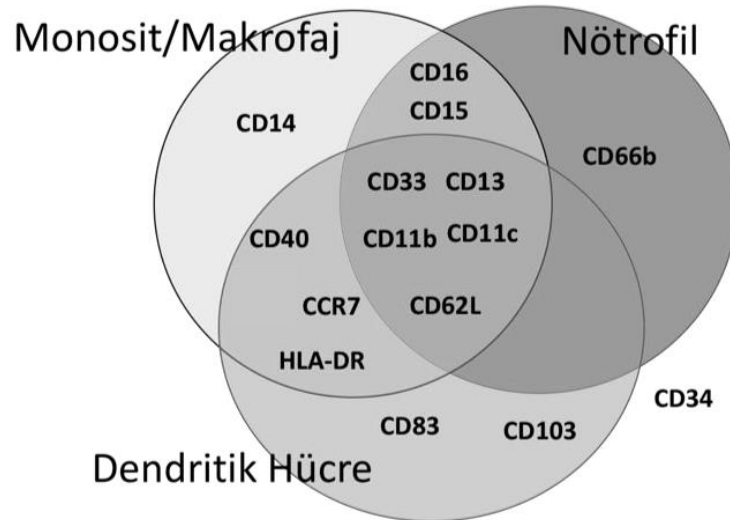 Monosit/Makrofaj
Nötrofil
CD16
CD15
CD14
CD66b
CD33 CD13
CD40
CD11b CD11c
CCR7
CD62L
HLA-DR
CD34
CD83
CD103
Dendritik Hücre